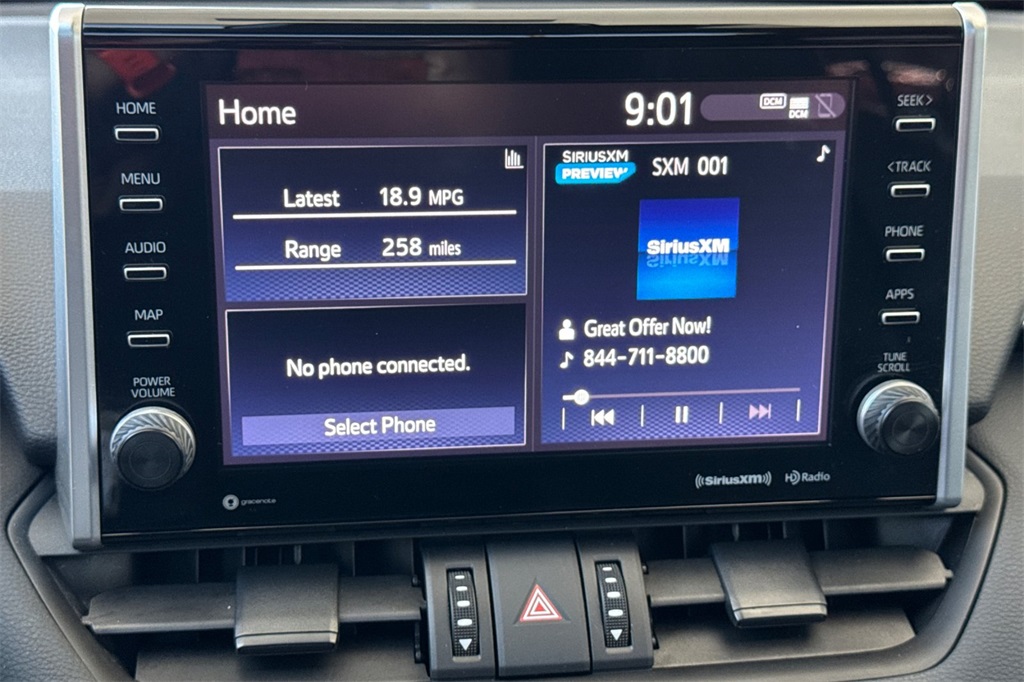 HOME
MENU
AUDIO
MAP
POWER
VOLUME
gracenote
Home
9:01
DCM
DCM
Latest 18.9 MPG
Range 258 miles
No phone connected.
Select Phone
SIRIUSXM
PREVIEW
SXM 001
SiriusXM
Great Offer Now!
844-711-8800
SiriusXM
HD Radio
SEEK >
< TRACK
PHONE
APPS
TUNE
SCROLL